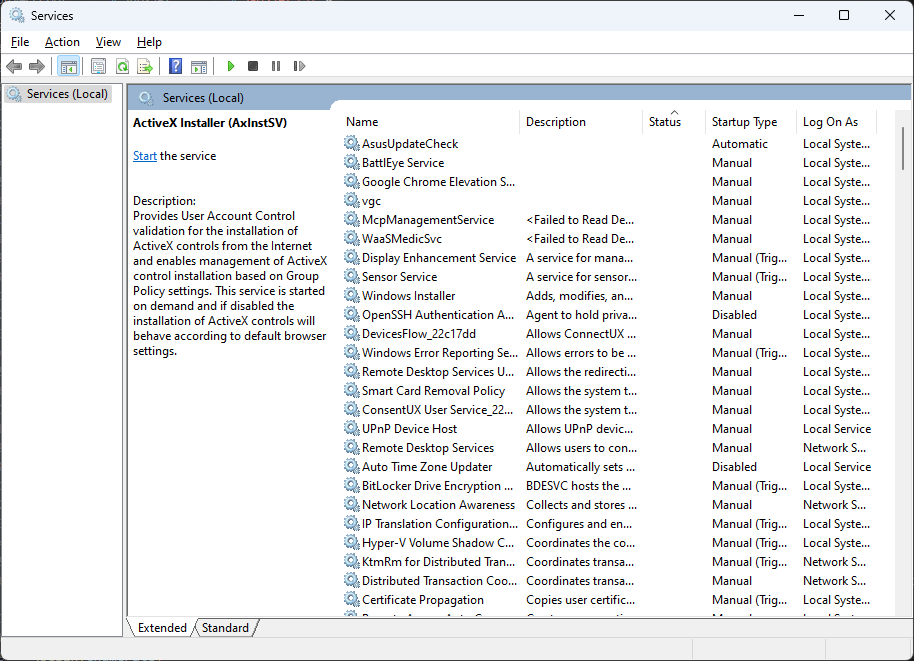 Services
File Action View Help
Services (Local)
Services (Local)
ActiveX Installer (AxInstSV)
Start the service
Description:
Provides User Account Control
validation for the installation of
ActiveX controls from the Internet
and enables management of ActiveX
control installation based on Group
Policy settings. This service is started
on demand and if disabled the
installation of ActiveX controls will
behave according to default browser
settings.
Name Description Status Startup Type Log On As
AsusUpdateCheck Automatic Local Syste...
BattlEye Service Manual Local Syste...
Google Chrome Elevation S... Manual Local Syste...
vgc Manual Local Syste...
McpManagementService <Failed to Read De... Manual Local Syste...
WaaSMedicSvc <Failed to Read De... Manual Local Syste...
Display Enhancement Service A service for mana... Manual (Trig... Local Syste...
Sensor Service A service for sensor... Manual (Trig... Local Syste...
Windows Installer Adds, modifies, an... Manual Local Syste...
OpenSSH Authentication A... Agent to hold priva... Disabled Local Syste...
DevicesFlow_22c17dd Allows ConnectUX ... Manual Local Syste...
Windows Error Reporting Se... Allows errors to be ... Manual (Trig... Local Syste...
Remote Desktop Services U... Allows the redirecti... Manual Local Syste...
Smart Card Removal Policy Allows the system t... Manual Local Syste...
ConsentUX User Service_22... Allows the system t... Manual Local Syste...
UPnP Device Host Allows UPnP devic... Manual Local Service
Remote Desktop Services Allows users to con... Manual Network S...
Auto Time Zone Updater Automatically sets ... Disabled Local Service
BitLocker Drive Encryption ... BDESVC hosts the ... Manual (Trig... Local Syste...
Network Location Awareness Collects and stores ... Manual Network S...
IP Translation Configuration... Configures and en... Manual (Trig... Local Syste...
Hyper-V Volume Shadow C... Coordinates the co... Manual (Trig... Local Syste...
KtmRm for Distributed Tran... Coordinates transa... Manual (Trig... Network S...
Distributed Transaction Coo... Coordinates transa... Manual Network S...
Certificate Propagation Copies user certific... Manual (Trig... Local Syste...
Extended Standard